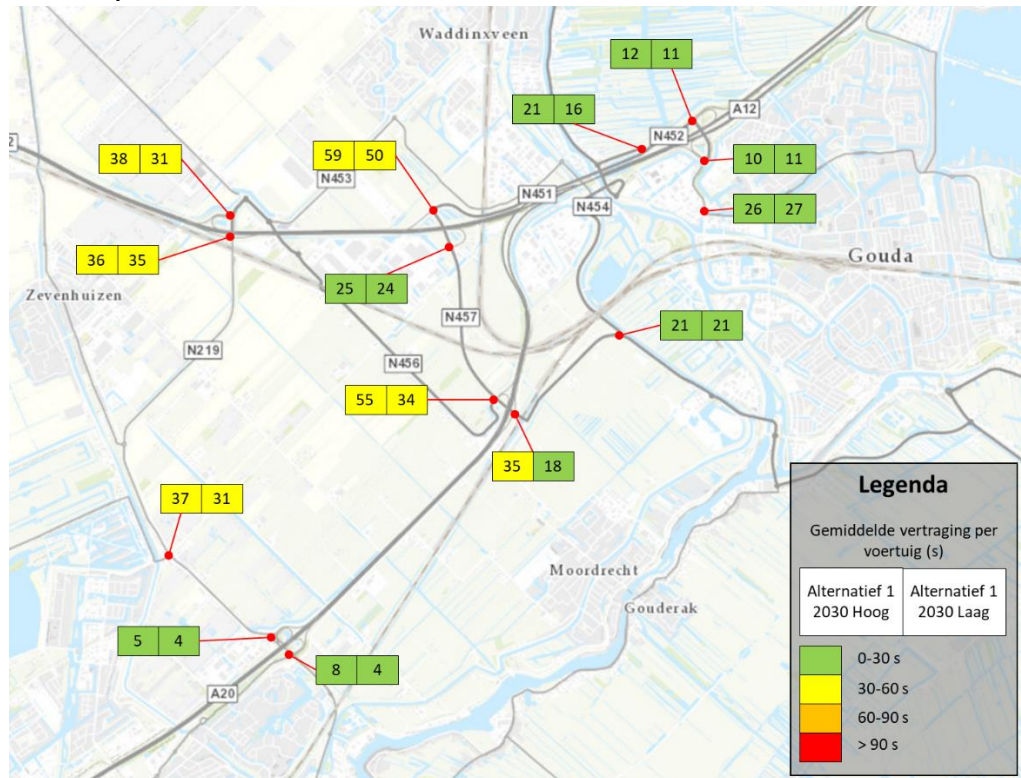 Waddinxveen
12 11
21 16
A12
N452
38 31
59 50
N453
10 11
2
N451
N454
26 27
36 35
Gouda
Zevenhuizen
25 24
N457
21 21
N219
N456
55 34
35 18
37 31
Legenda
Gemiddelde vertraging per
voertuig (s)
Moordrecht
Alternatief 1 Alternatief 1
2030 Hoog 2030 Laag
Gouderak
5 4
0-30 s
8 4
30-60 s
A20
60-90 s
> 90 s